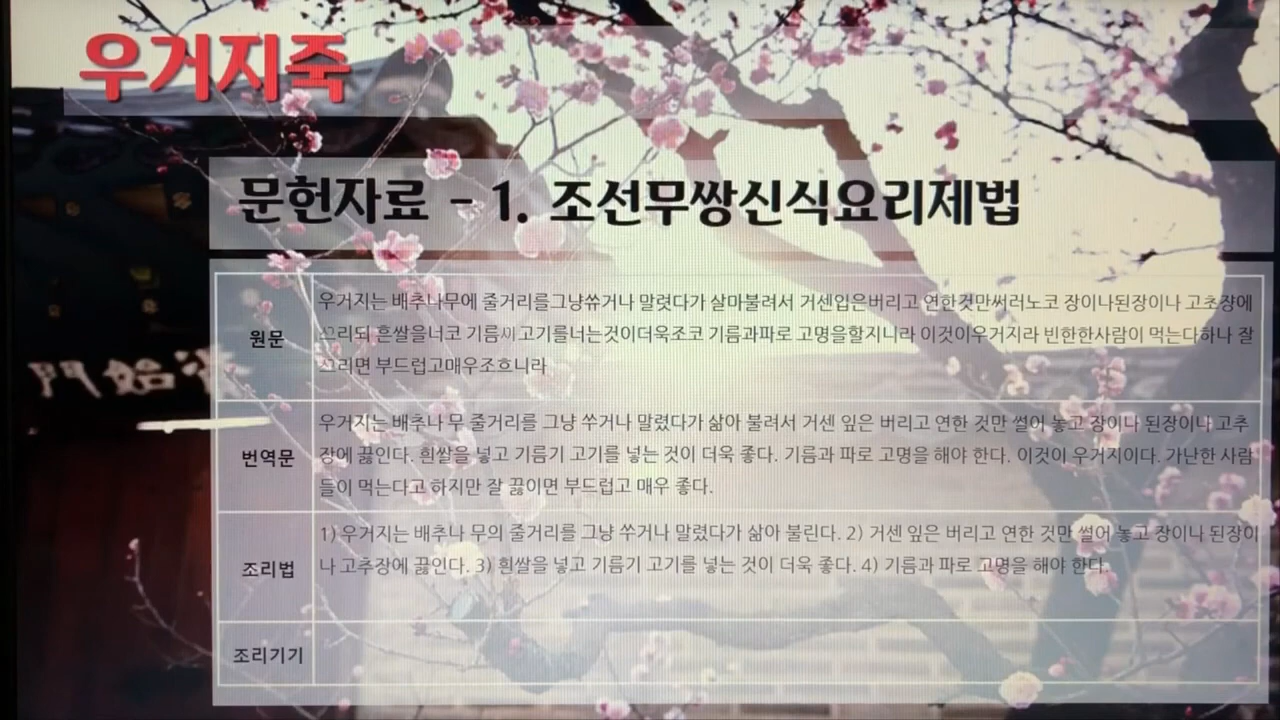 우거지죽
문헌자료 - 1. 조선무쌍신식요리제법
원문
우거지는 배추나무에 줄거리를그냥쓔거나 말렷다가 살마불려서 거센입은버리고 연한것만써러노코 장이나된장이나 고초쟝에
끄리되 흰쌀을너코 기름끼고기를너는것이더욱조코 기름과파로 고명을할지니라 이것이우거지라 빈한한사람이 먹는다하나 잘
끄리면 부드럽고매우조흐니라
번역문
우거지는 배추나 무 줄거리를 그냥 쑤거나 말렸다가 삶아 불려서 거센 잎은 버리고 연한 것만 썰어 놓고 장이나 된장이나 고추
장에 끓인다. 흰쌀을 넣고 기름기 고기를 넣는 것이 더욱 좋다. 기름과 파로 고명을 해야 한다. 이것이 우거지이다. 가난한 사람
들이 먹는다고 하지만 잘 끓이면 부드럽고 매우 좋다.
조리법
1) 우거지는 배추나 무의 줄거리를 그냥 쑤거나 말렸다가 삶아 불린다. 2) 거센 잎은 버리고 연한 것만 썰어 놓고 장이나 된장이
나 고추장에 끓인다. 3) 흰쌀을 넣고 기름기 고기를 넣는 것이 더욱 좋다. 4) 기름과 파로 고명을 해야 한다.
조리기기
門始